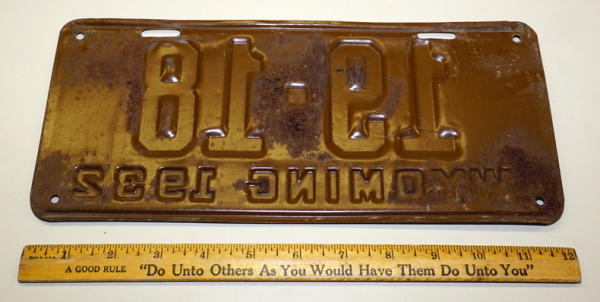 19-18
WYOMING 1932
1 2 3 4 5 6 7 8 9 10 11 12
A GOOD RULE "Do Unto Others As You Would Have Them Do Unto You"